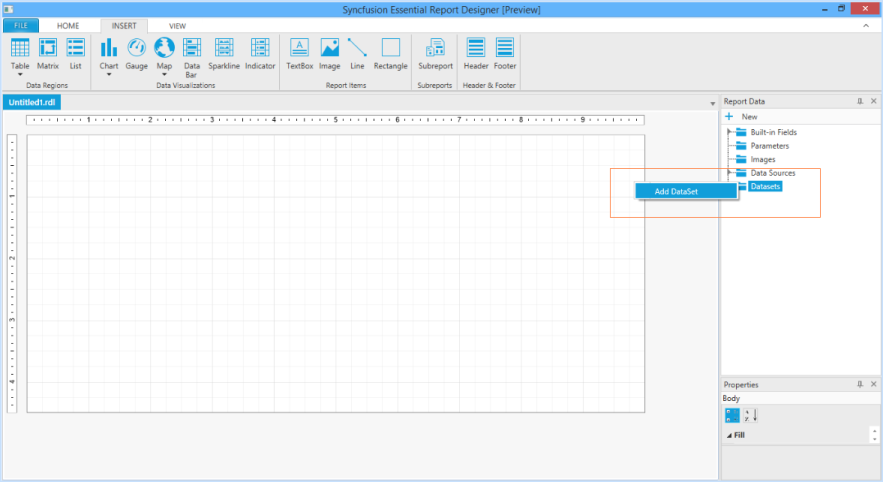 Syncfusion Essential Report Designer [Preview]
FILE HOME INSERT VIEW
Table Matrix List Chart Gauge Map Data Bar Sparkline Indicator TextBox Image Line Rectangle Subreport Header Footer
Data Regions Data Visualizations Report Items Subreports Header & Footer
Untitled1.rdl
1 2 3 4 5 6 7 8 9
1
2
3
4
Report Data
New
Built-in Fields
Parameters
Images
Data Sources
Datasets
Add DataSet
Properties
Body
Fill